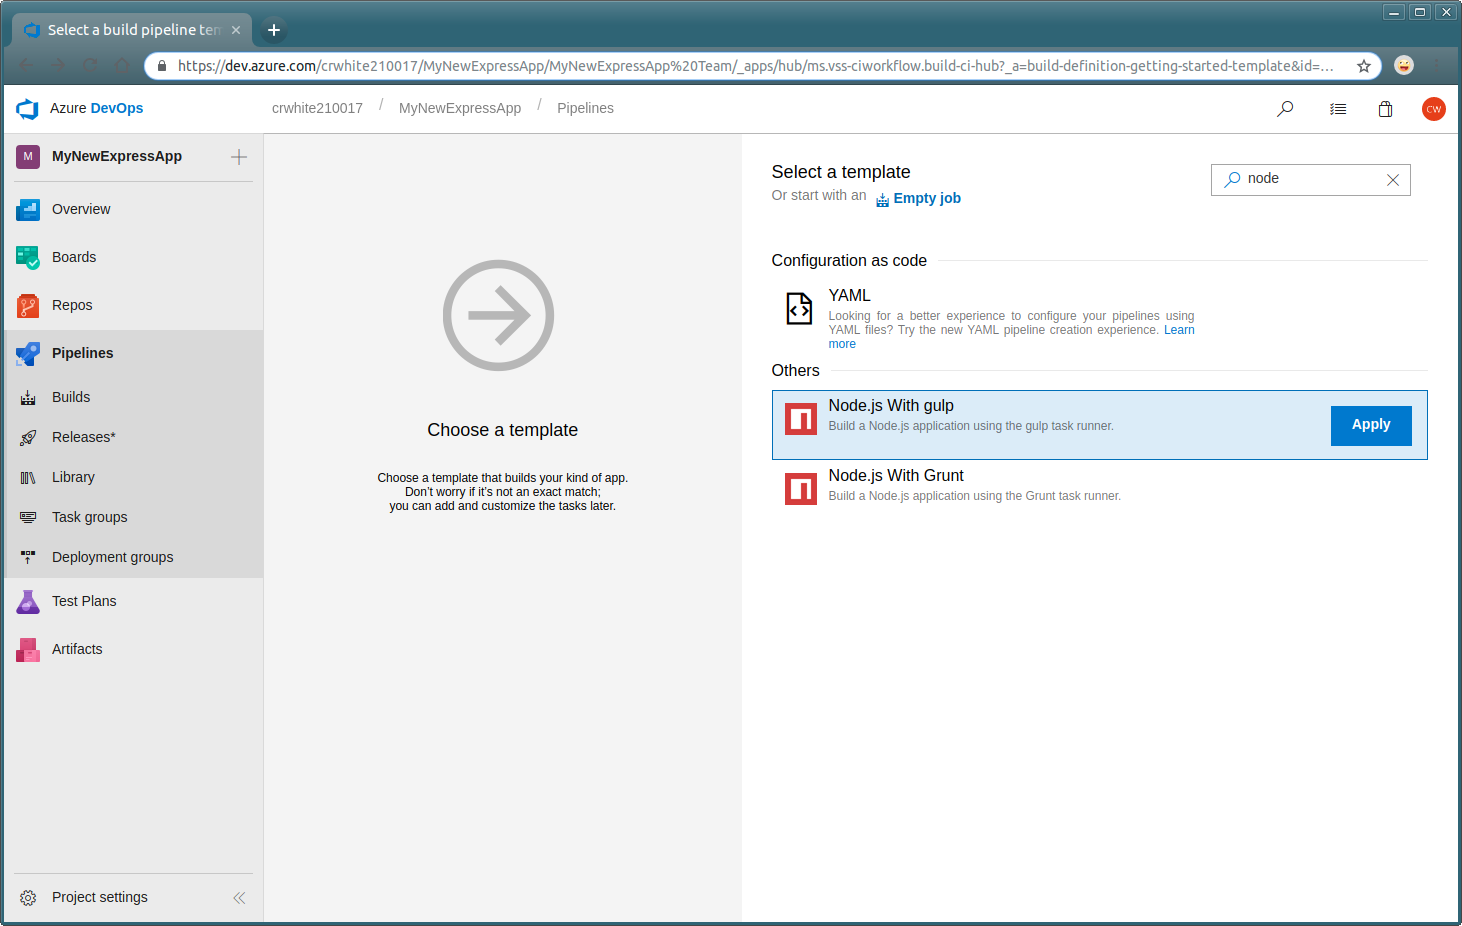 Select a build pipeline tem
https://dev.azure.com/crwhite210017/MyNewExpressApp/MyNewExpressApp%20Team/_apps/hub/ms.vss-ciworkflow.build-ci-hub?_a=build-definition-getting-started-template&id=...
Azure DevOps
crwhite210017 / MyNewExpressApp / Pipelines
CW
M MyNewExpressApp
Overview
Boards
Repos
Pipelines
Builds
Releases*
Library
Task groups
Deployment groups
Test Plans
Artifacts
Project settings
Choose a template
Choose a template that builds your kind of app.
Don't worry if it's not an exact match;
you can add and customize the tasks later.
Select a template
Or start with an Empty job
node
Configuration as code
YAML
Looking for a better experience to configure your pipelines using
YAML files? Try the new YAML pipeline creation experience. Learn
more
Others
Node.js With gulp
Build a Node.js application using the gulp task runner.
Apply
Node.js With Grunt
Build a Node.js application using the Grunt task runner.